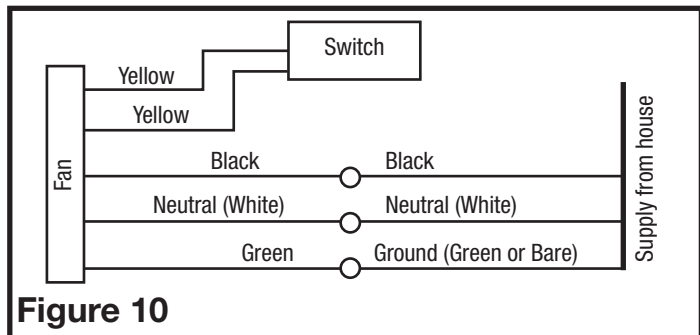 Switch
Yellow
Yellow
Fan
Black Black
Neutral (White) Neutral (White)
Green Ground (Green or Bare)
Supply from house
Figure 10